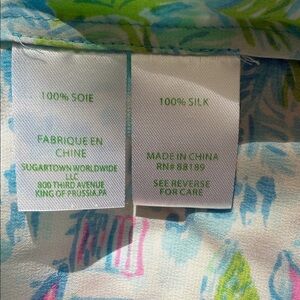 100% SOIE
FABRIQUE EN
CHINE
SUGARTOWN WORLDWIDE
LLC
800 THIRD AVENUE
KING OF PRUSSIA,PA
100% SILK
MADE IN CHINA
RN# 88189
SEE REVERSE
FOR CARE